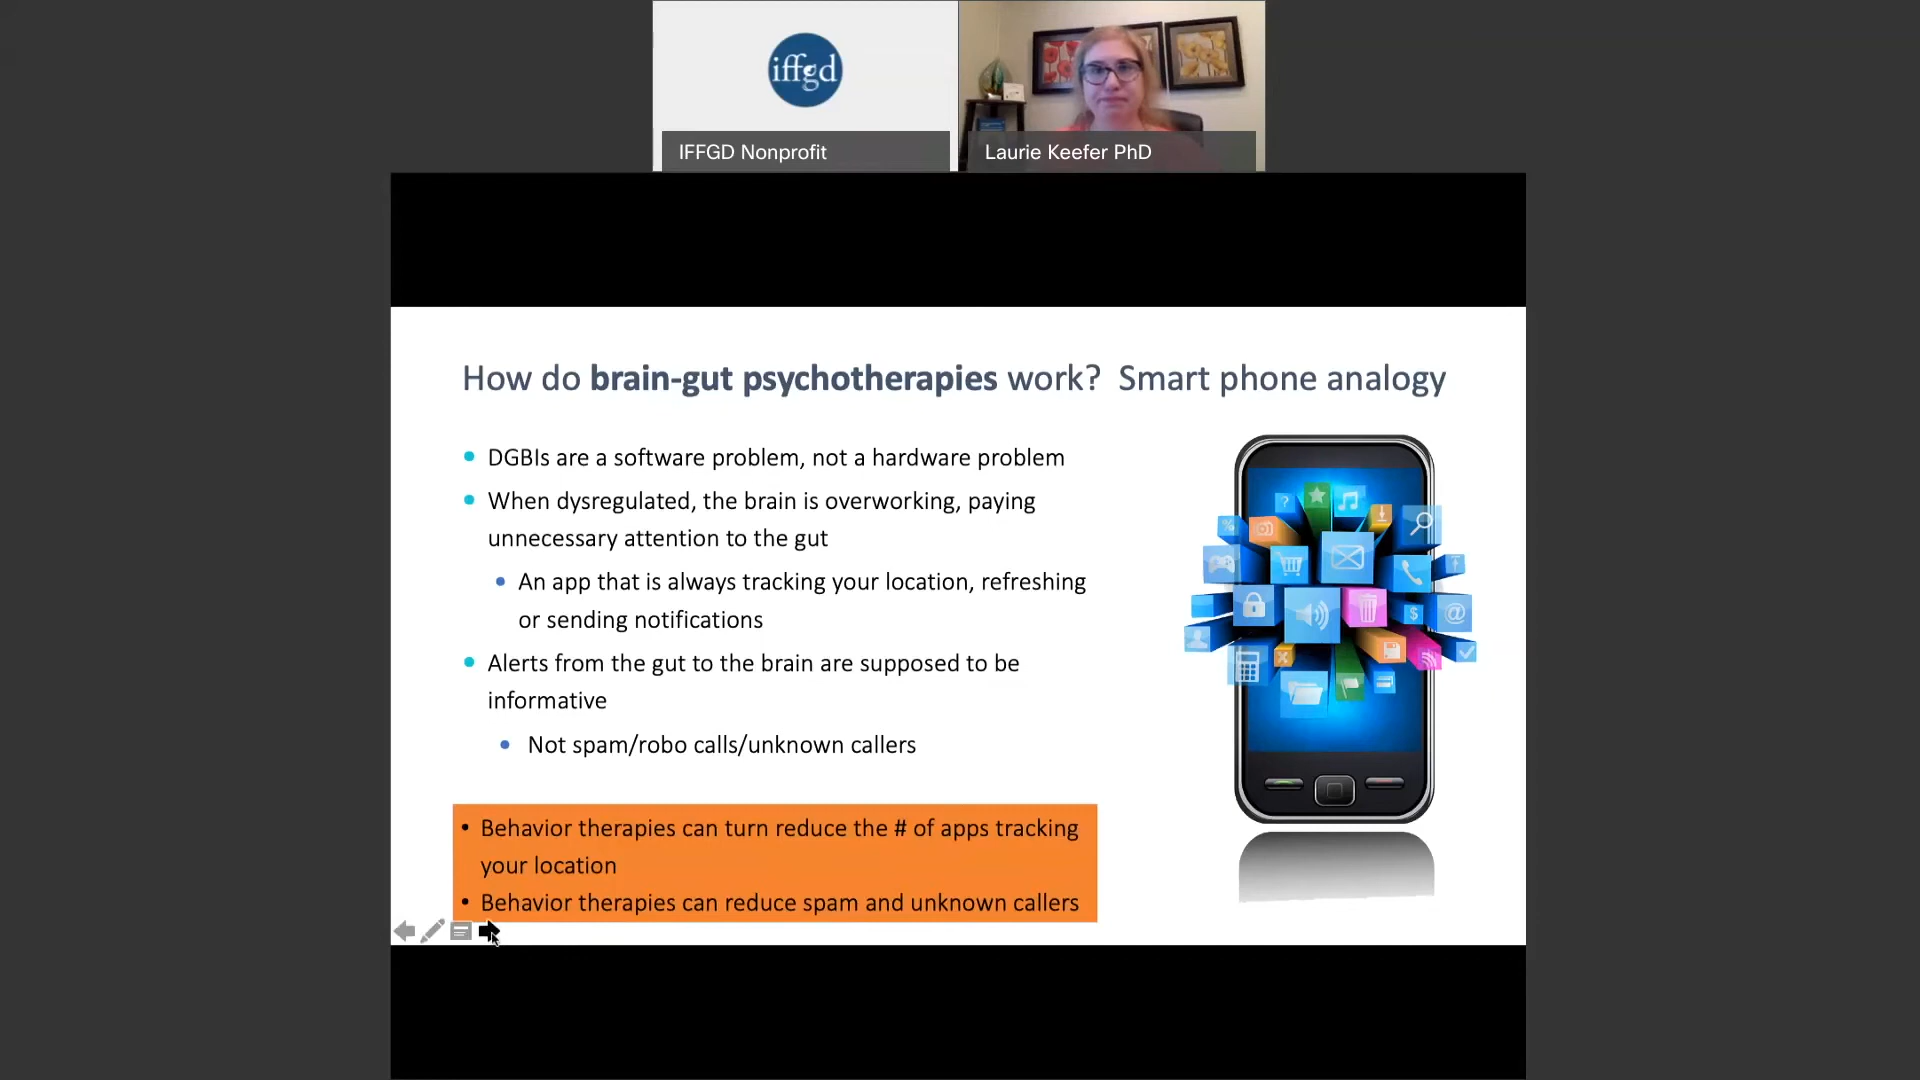 iffgd
IFFGD Nonprofit
Laurie Keefer PhD
How do brain-gut psychotherapies work?  Smart phone analogy
DGBIs are a software problem, not a hardware problem
When dysregulated, the brain is overworking, paying
unnecessary attention to the gut
An app that is always tracking your location, refreshing
or sending notifications
Alerts from the gut to the brain are supposed to be
informative
Not spam/robo calls/unknown callers
? 
%
$
@
• Behavior therapies can turn reduce the # of apps tracking
your location
• Behavior therapies can reduce spam and unknown callers